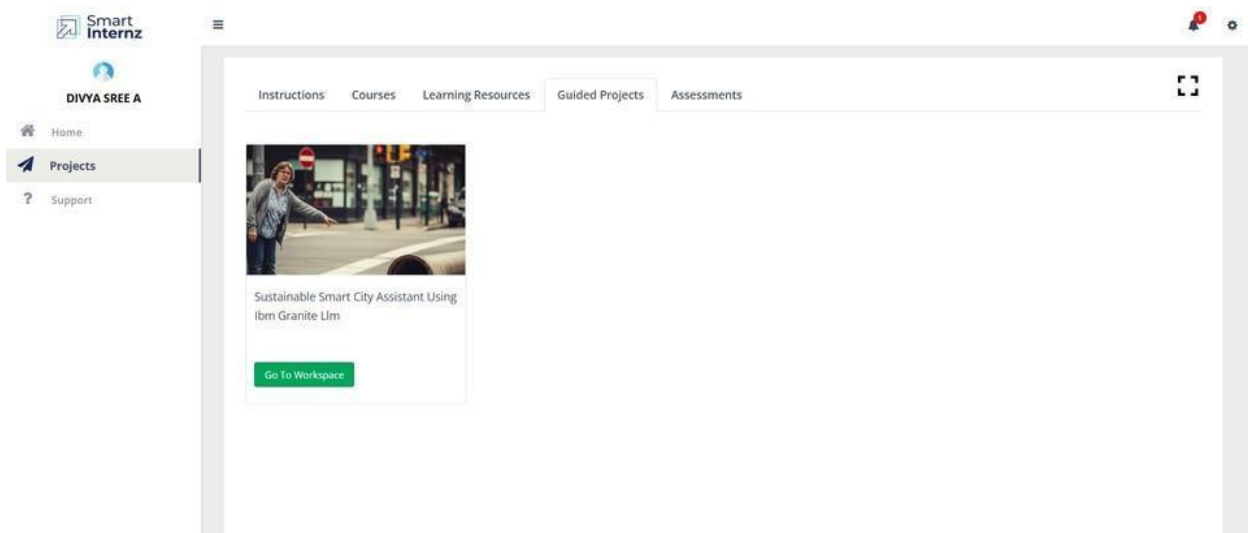 Smart
Internz
1
DIVYA SREE A
Home
Projects
? Support
Instructions Courses Learning Resources Guided Projects Assessments
Sustainable Smart City Assistant Using
Ibm Granite Llm
Go To Workspace